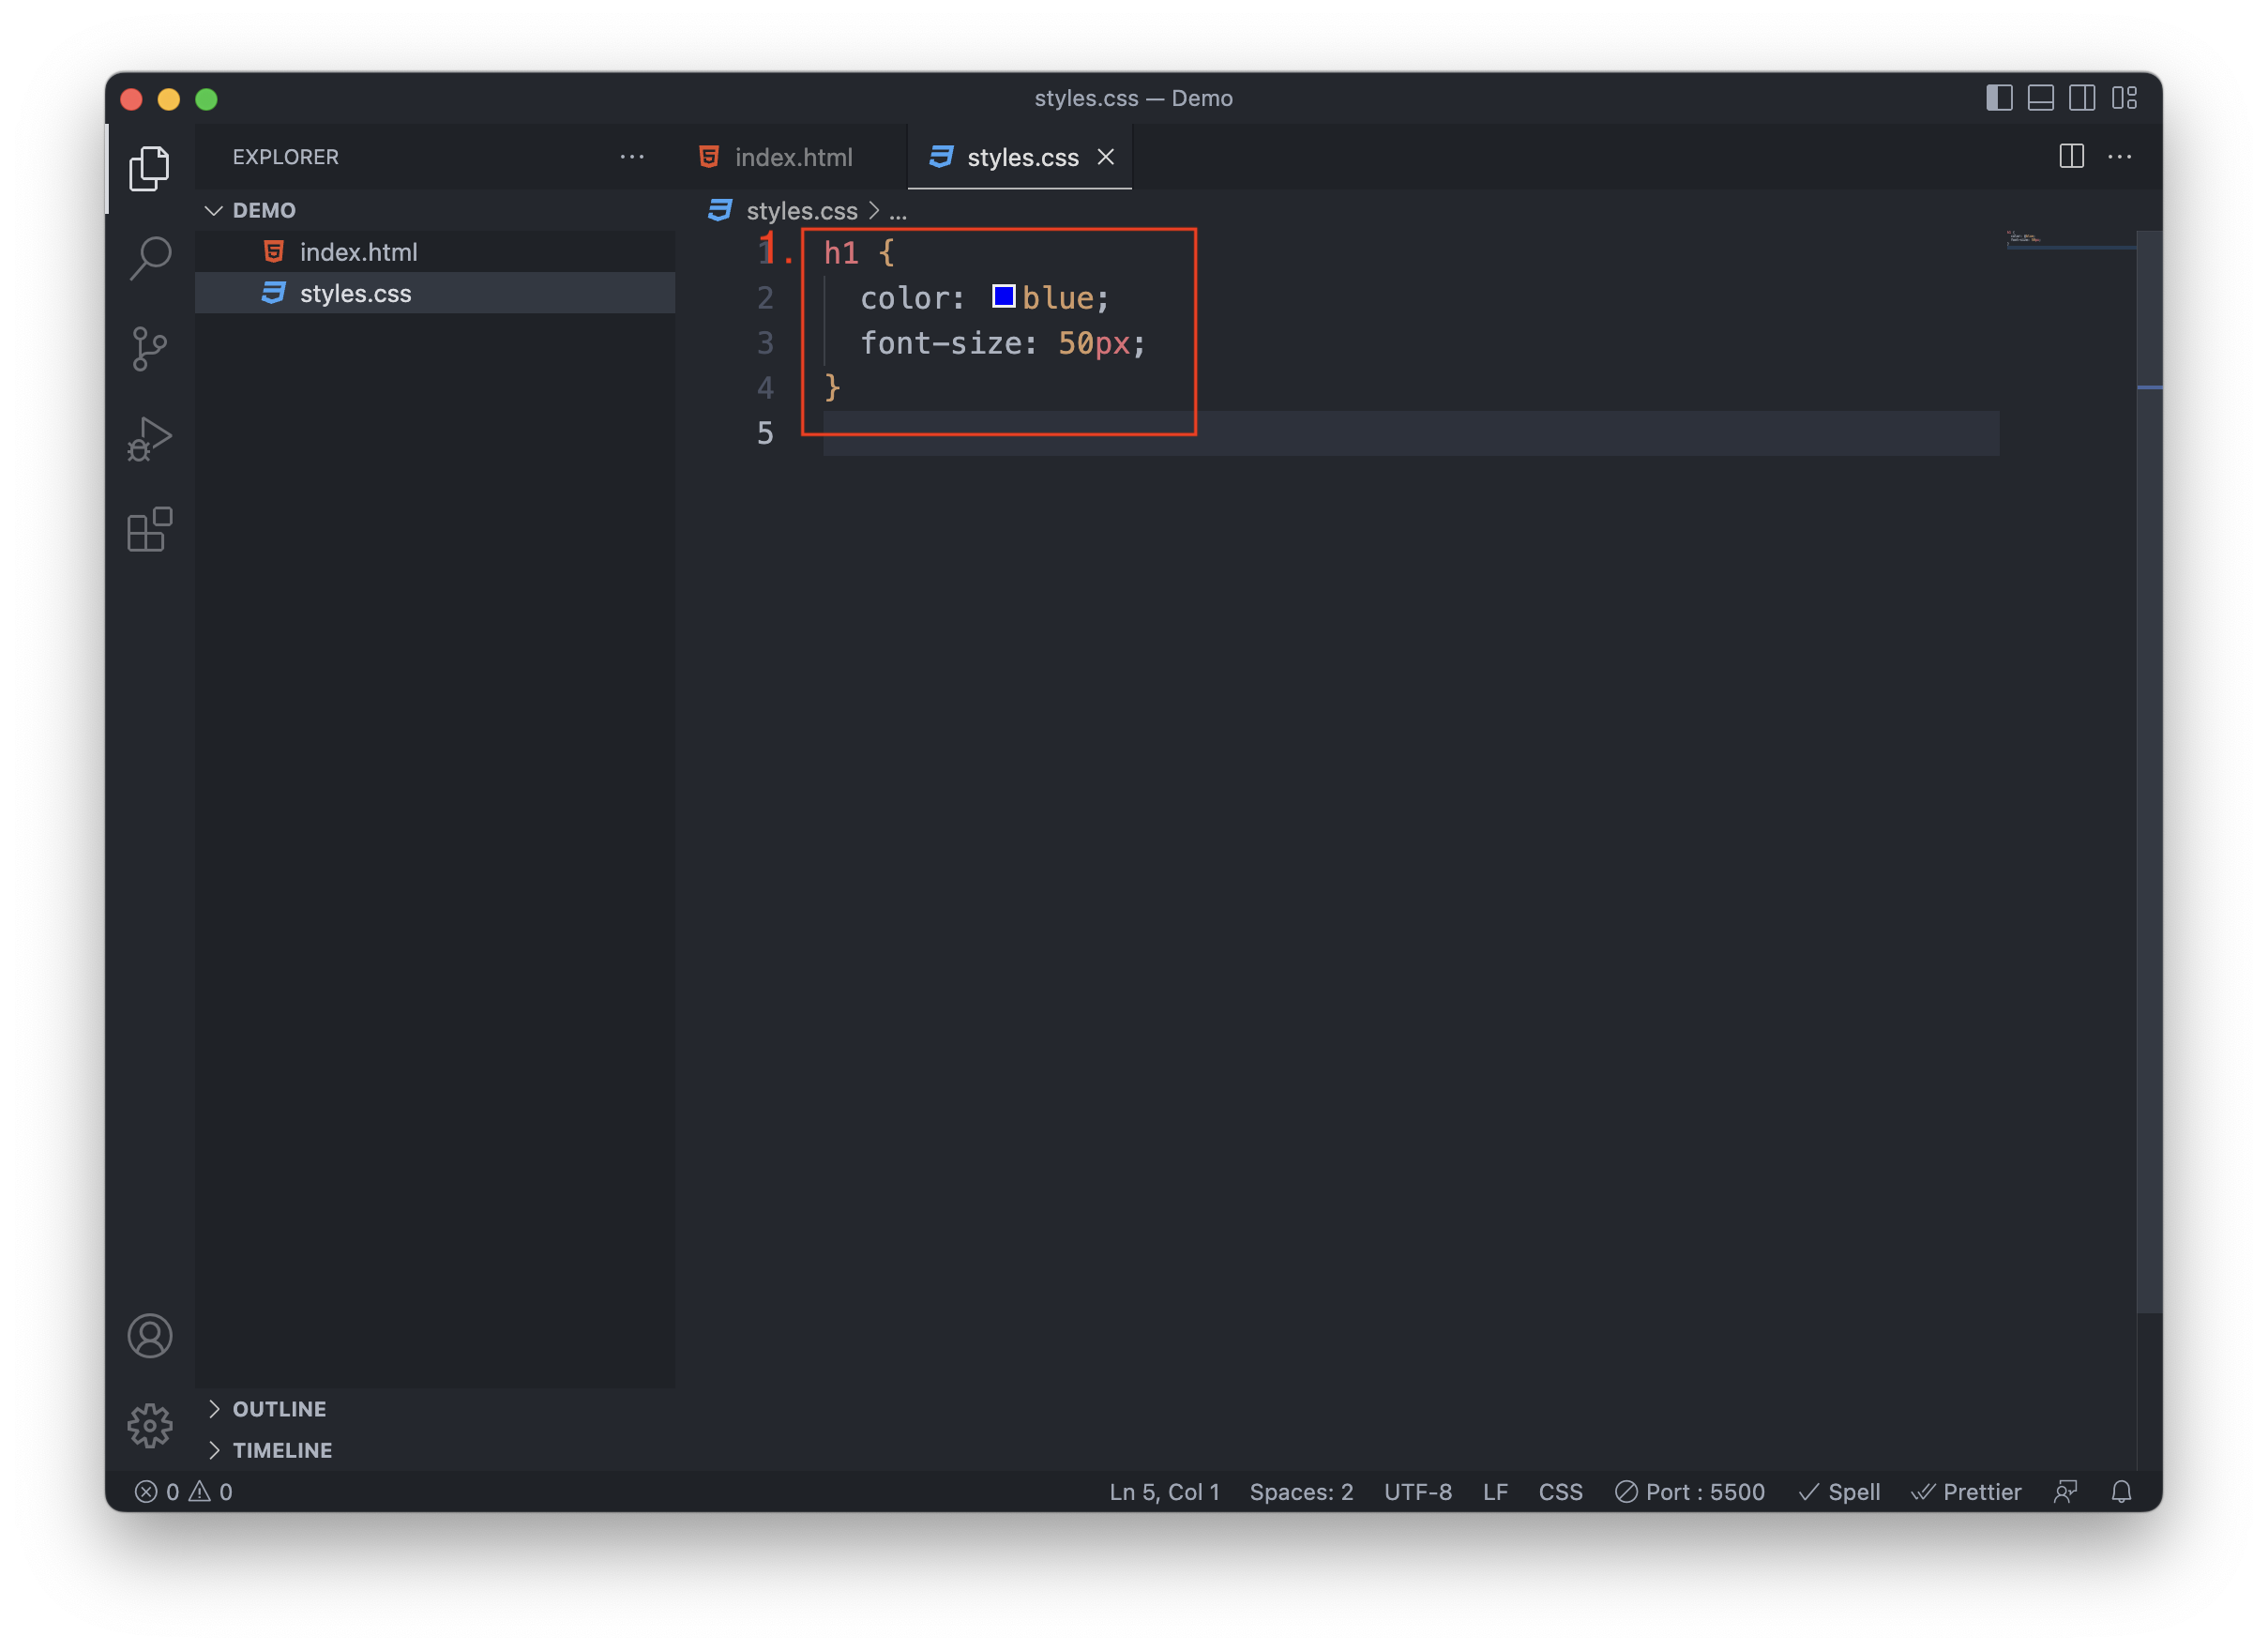 styles.css — Demo
EXPLORER
index.html
styles.css
DEMO
index.html
styles.css
styles.css > ...
1.
1 h1 {
2 color: blue;
3 font-size: 50px;
4 }
5
OUTLINE
TIMELINE
0 0
Ln 5, Col 1 Spaces: 2 UTF-8 LF CSS Port : 5500 Spell Prettier